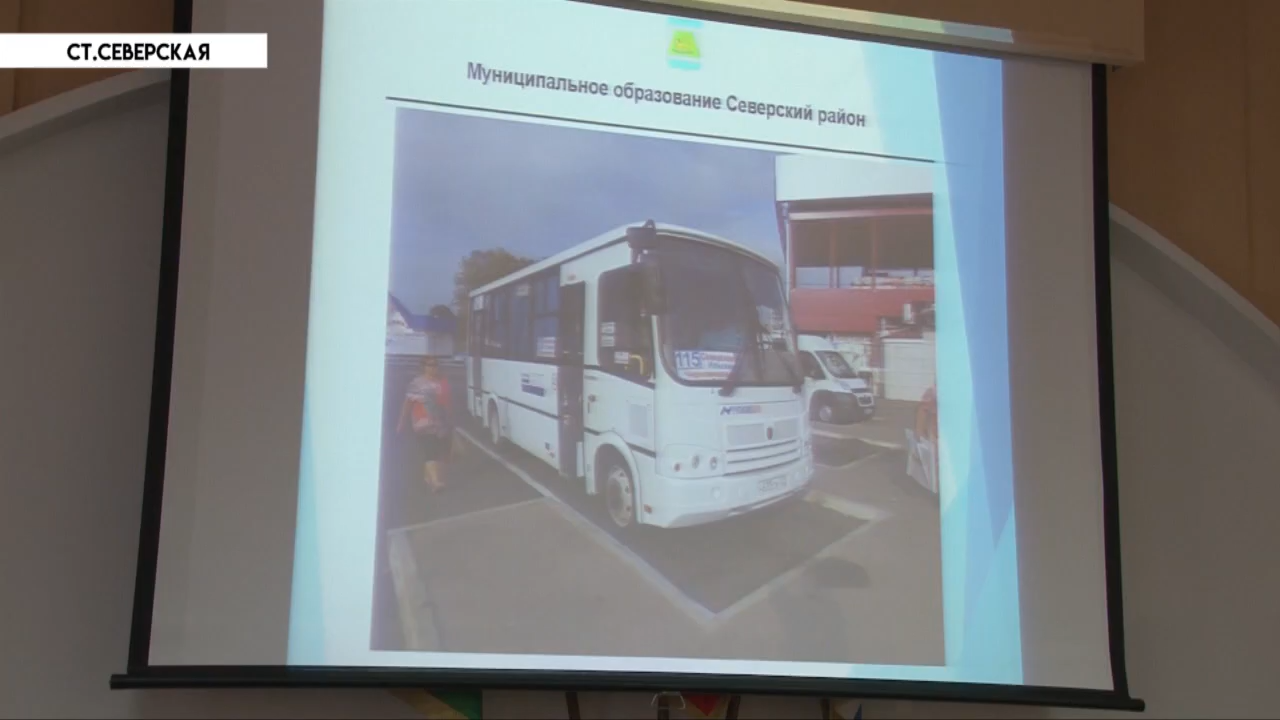 СТ.СЕВЕРСКАЯ
Муниципальное образование Северский район
115